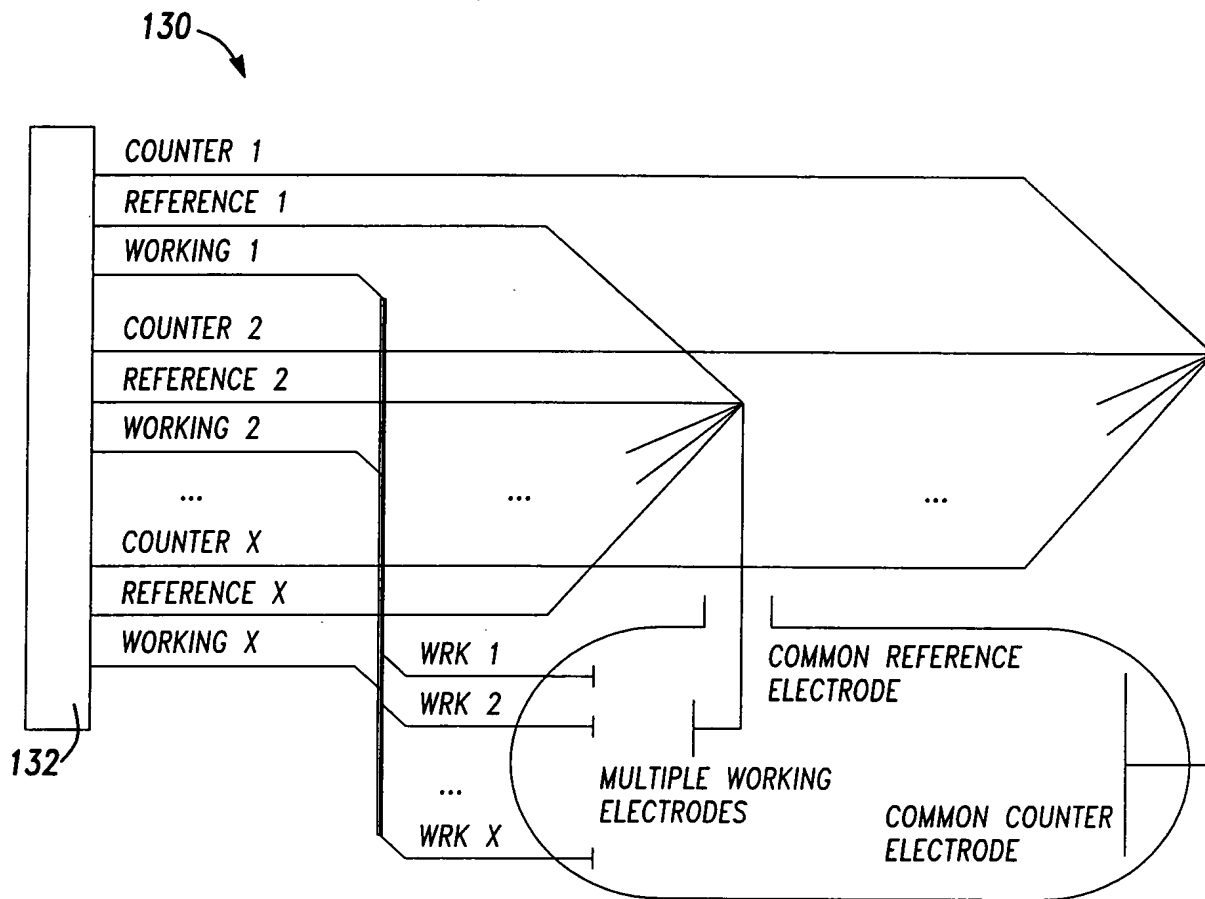 130
COUNTER 1
REFERENCE 1
WORKING 1
COUNTER 2
REFERENCE 2
WORKING 2
... ... ...
COUNTER X
REFERENCE X
WORKING X
132
WRK 1
WRK 2
...
WRK X
COMMON REFERENCE
ELECTRODE
MULTIPLE WORKING
ELECTRODES
COMMON COUNTER
ELECTRODE